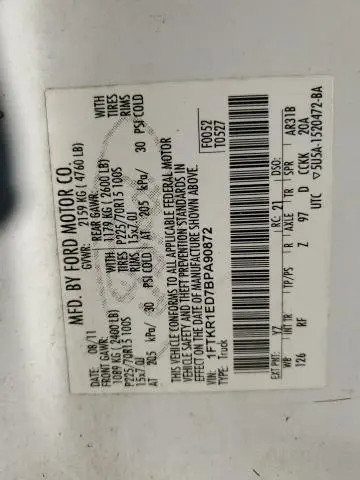 MFD. BY FORD MOTOR CO.
DATE: 08/11 GVWR: 2159 KG ( 4760 LB)
FRONT GAWR: REAR GAWR: WITH
1089 KG ( 2400 LB) 1179 KG ( 2600 LB) TIRES
P225/70R15 100S P225/70R15 100S RIMS
15x7.0J 15x7.0J
AT 205 kPa/ 30 PSI COLD AT 205 kPa/ 30 PSI COLD
THIS VEHICLE CONFORMS TO ALL APPLICABLE FEDERAL MOTOR
VEHICLE SAFETY AND THEFT PREVENTION STANDARDS IN
EFFECT ON THE DATE OF MANUFACTURE SHOWN ABOVE.
VIN: 1FTKR1ED7BPA90872 F0052
TYPE: Truck T0527
EXT PNT: YZ RC: 21 DSO:
WB INT TR TP/PS R AXLE TR SPR AR31B
126 RF Z 97 D CCKK 20A
UTC 5U5A-1520472-BA